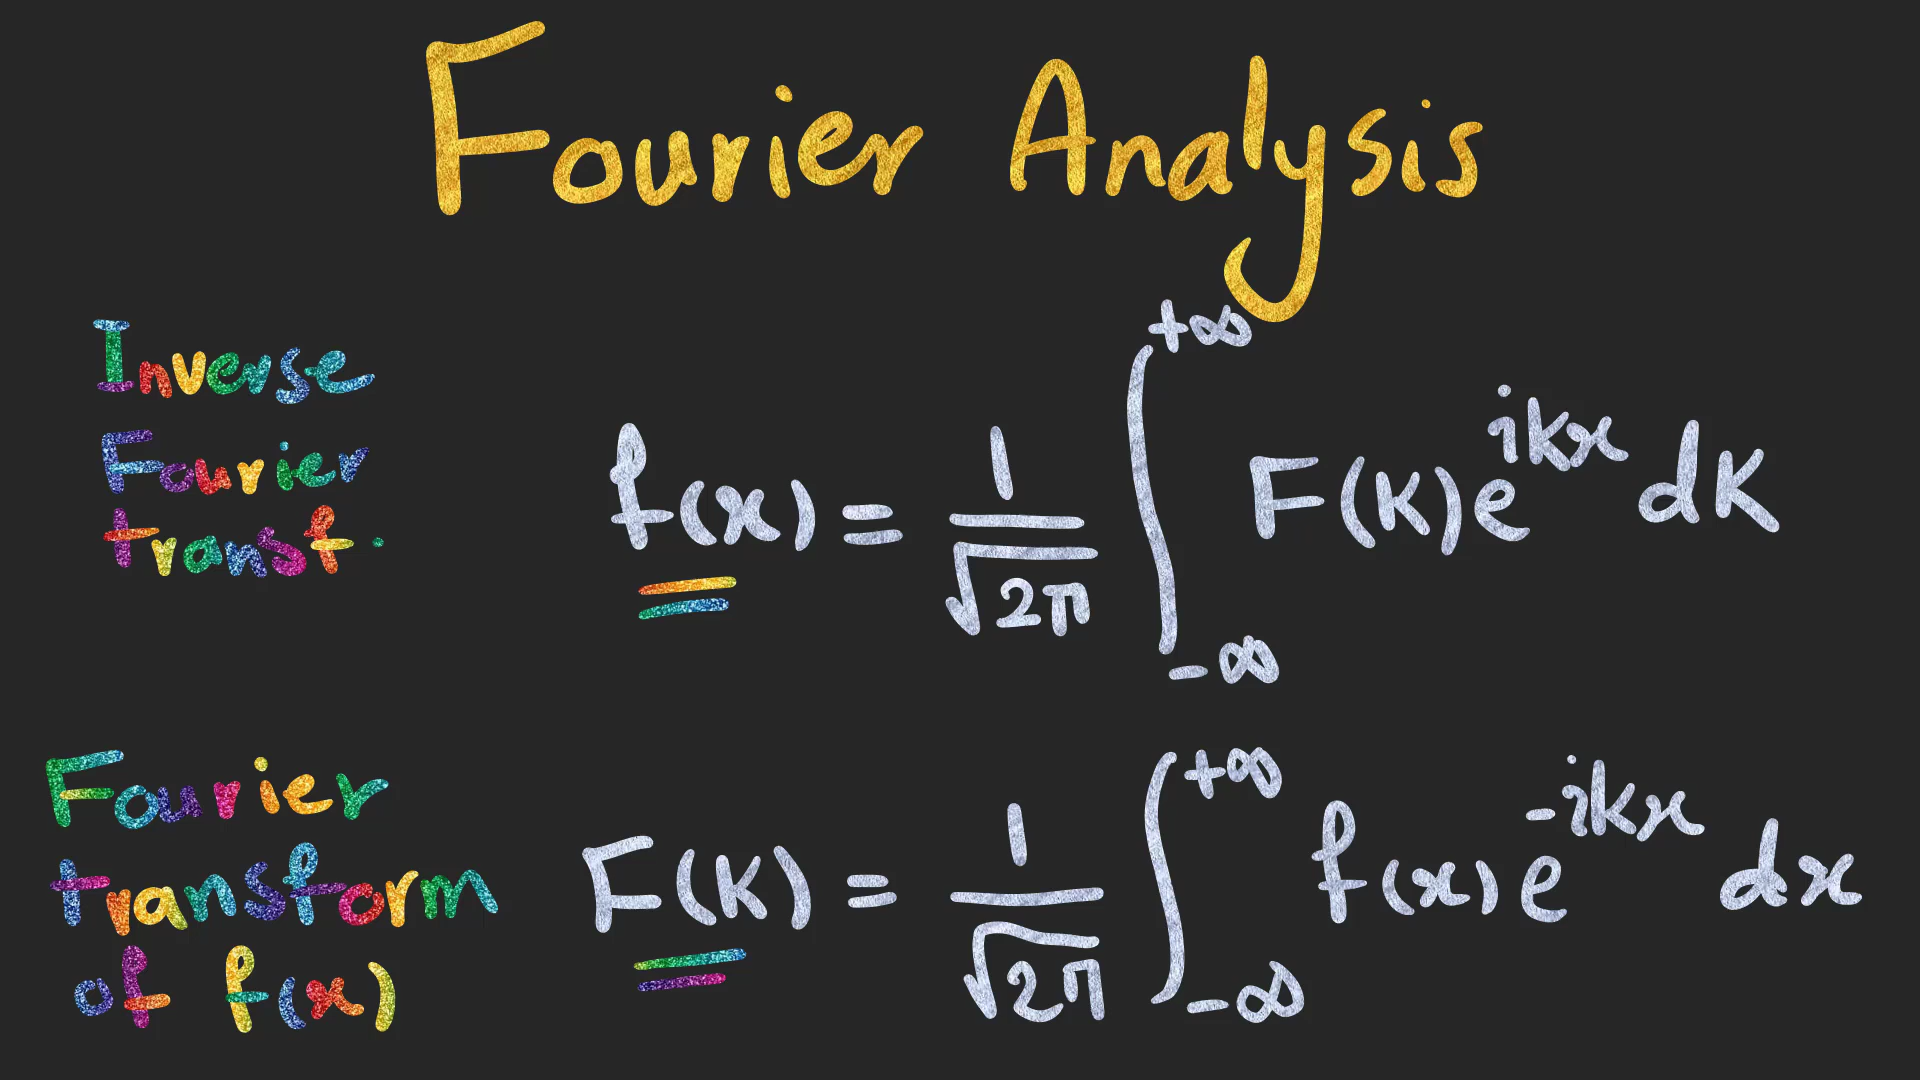 Fourier Analysis
Inverse
Fourier
transf.
f(x) = 1/√2π ∫_{-∞}^{+∞} F(k) e^{ikx} dk
Fourier
transform
of f(x)
F(k) = 1/√2π ∫_{-∞}^{+∞} f(x) e^{-ikx} dx